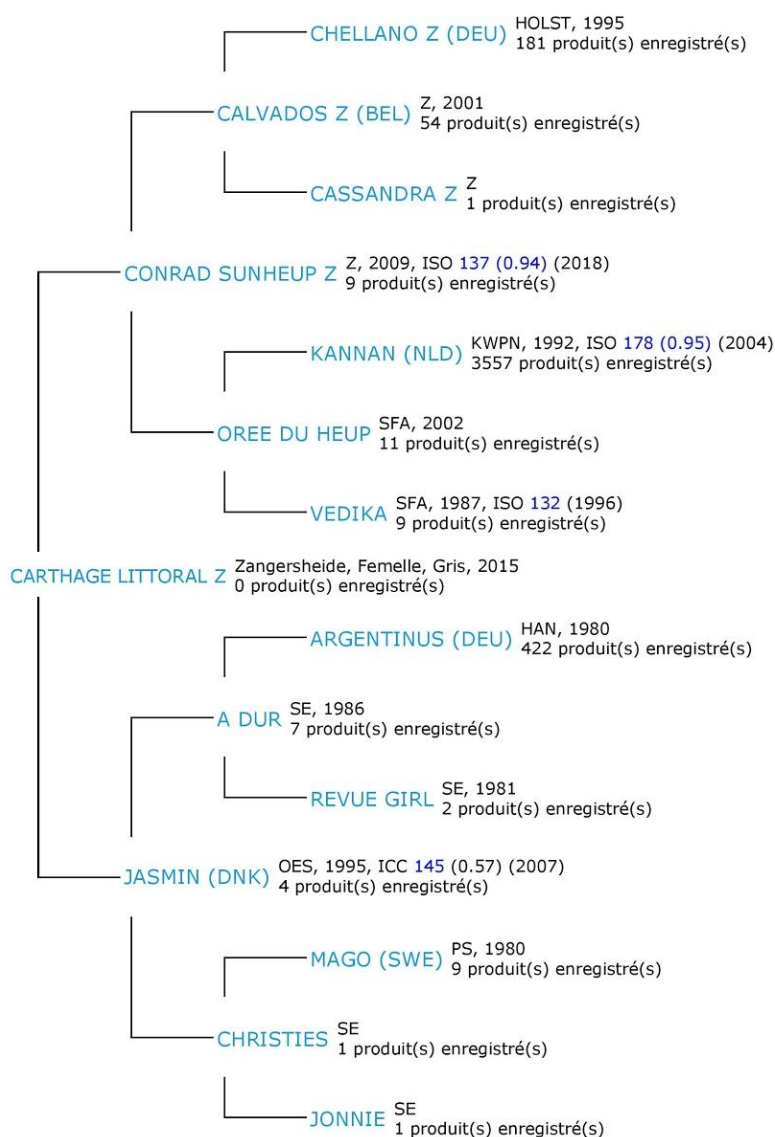 CHELLANO Z (DEU) HOLST, 1995
181 produit(s) enregistré(s)
CALVADOS Z (BEL) Z, 2001
54 produit(s) enregistré(s)
CASSANDRA Z Z
1 produit(s) enregistré(s)
CONRAD SUNHEUP Z Z, 2009, ISO 137 (0.94) (2018)
9 produit(s) enregistré(s)
KANNAN (NLD) KWPN, 1992, ISO 178 (0.95) (2004)
3557 produit(s) enregistré(s)
OREE DU HEUP SFA, 2002
11 produit(s) enregistré(s)
VEDIKA SFA, 1987, ISO 132 (1996)
9 produit(s) enregistré(s)
CARTHAGE LITTORAL Z Zangersheide, Femelle, Gris, 2015
0 produit(s) enregistré(s)
ARGENTINUS (DEU) HAN, 1980
422 produit(s) enregistré(s)
A DUR SE, 1986
7 produit(s) enregistré(s)
REVUE GIRL SE, 1981
2 produit(s) enregistré(s)
JASMIN (DNK) OES, 1995, ICC 145 (0.57) (2007)
4 produit(s) enregistré(s)
MAGO (SWE) PS, 1980
9 produit(s) enregistré(s)
CHRISTIES SE
1 produit(s) enregistré(s)
JONNIE SE
1 produit(s) enregistré(s)